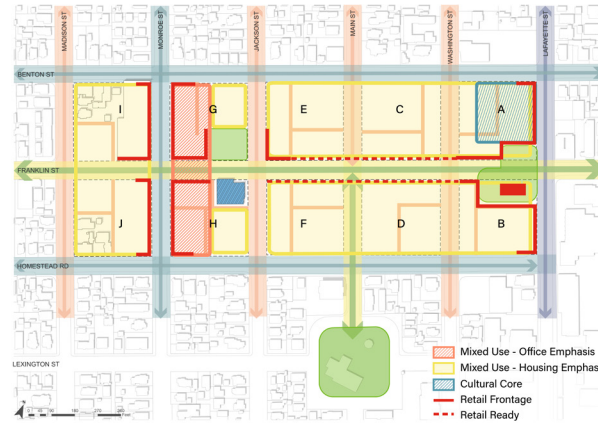 MADISON ST
MONROE ST
JACKSON ST
MAIN ST
WASHINGTON ST
LAFAYETTE ST
BENTON ST
I
G
E
C
A
FRANKLIN ST
J
H
F
D
B
HOMESTEAD RD
LEXINGTON ST
Mixed Use - Office Emphasis
Mixed Use - Housing Emphas
Cultural Core
Retail Frontage
Retail Ready